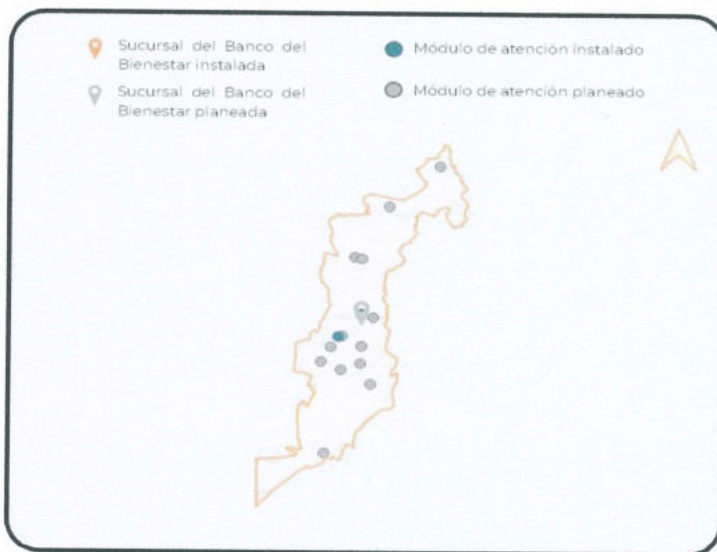 Sucursal del Banco del
Bienestar instalada
Sucursal del Banco del
Bienestar planeada
Módulo de atención instalado
Módulo de atención planeado